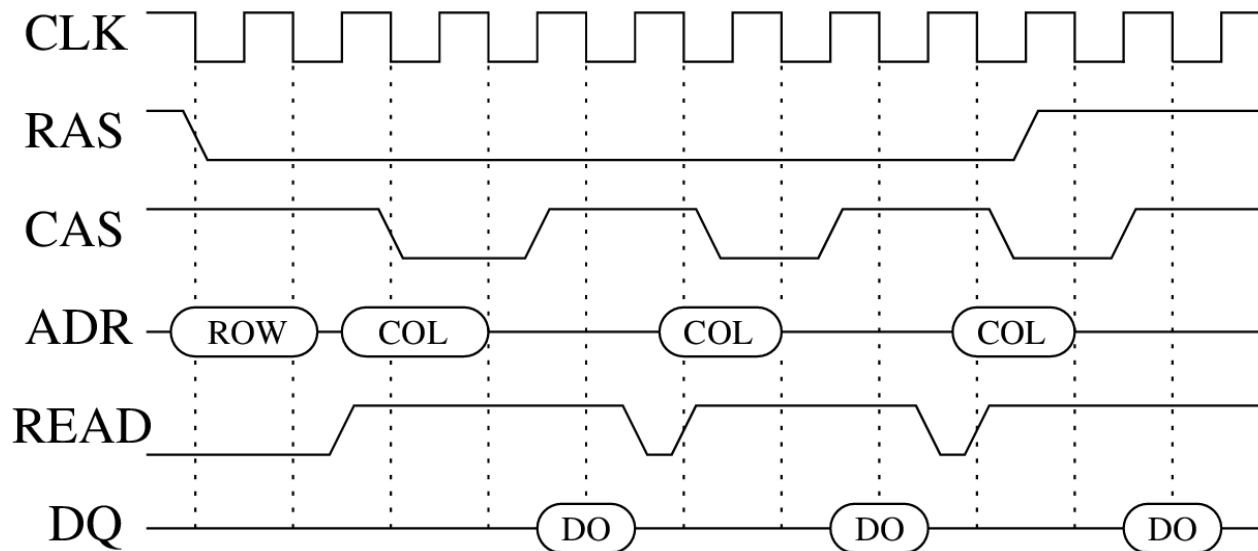 CLK
RAS
CAS
ADR ROW COL COL COL
READ
DQ DO DO DO